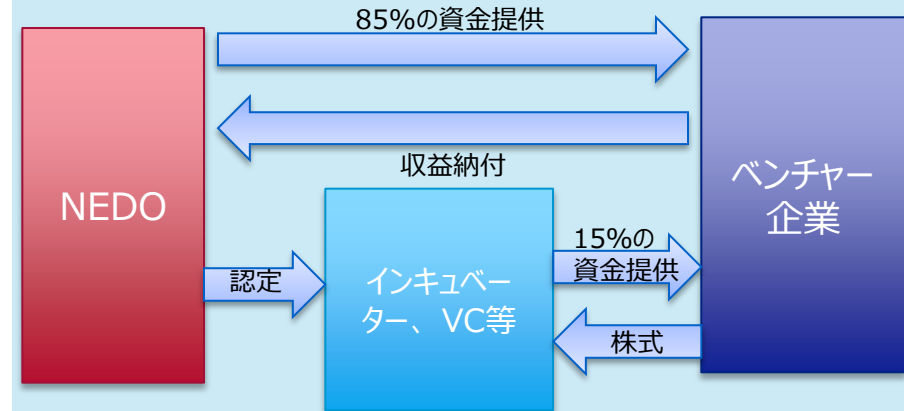 85%の資金提供
収益納付
NEDO
ベンチャー
企業
認定
インキュベー
ター、VC等
15%の
資金提供
株式